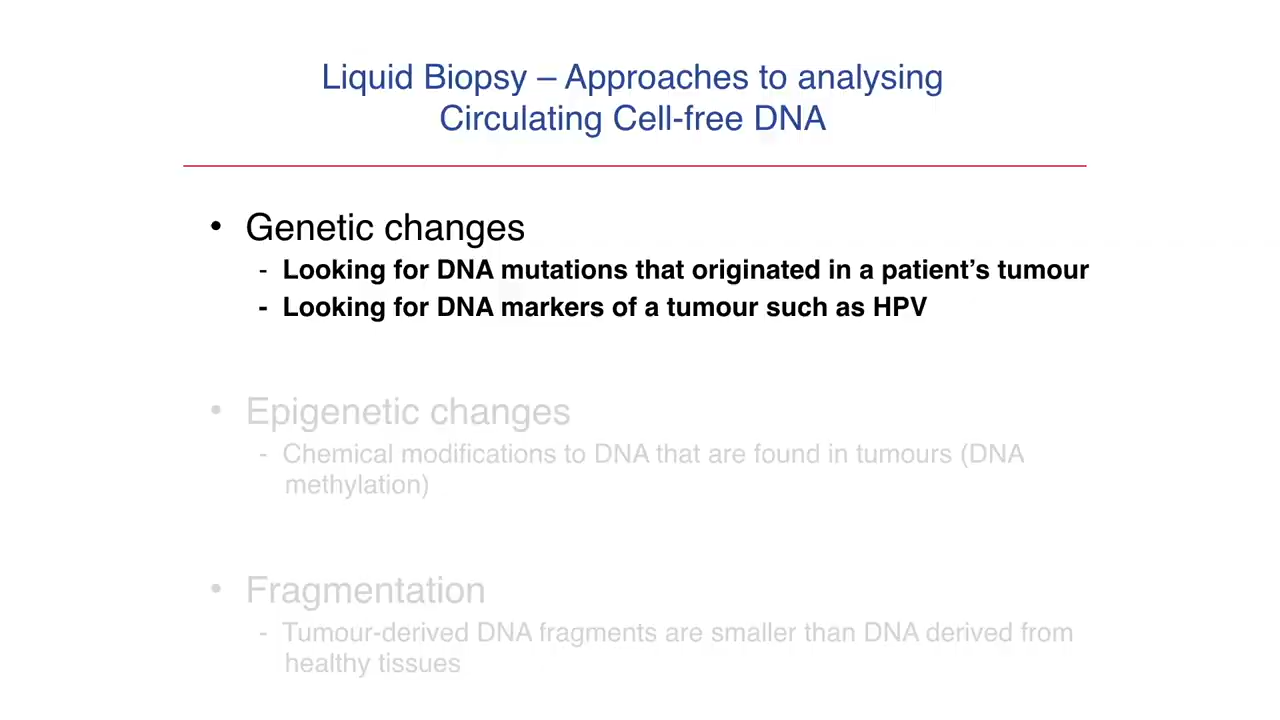 Liquid Biopsy – Approaches to analysing
Circulating Cell-free DNA
• Genetic changes
- Looking for DNA mutations that originated in a patient’s tumour
- Looking for DNA markers of a tumour such as HPV
• Epigenetic changes
- Chemical modifications to DNA that are found in tumours (DNA
methylation)
• Fragmentation
- Tumour-derived DNA fragments are smaller than DNA derived from
healthy tissues